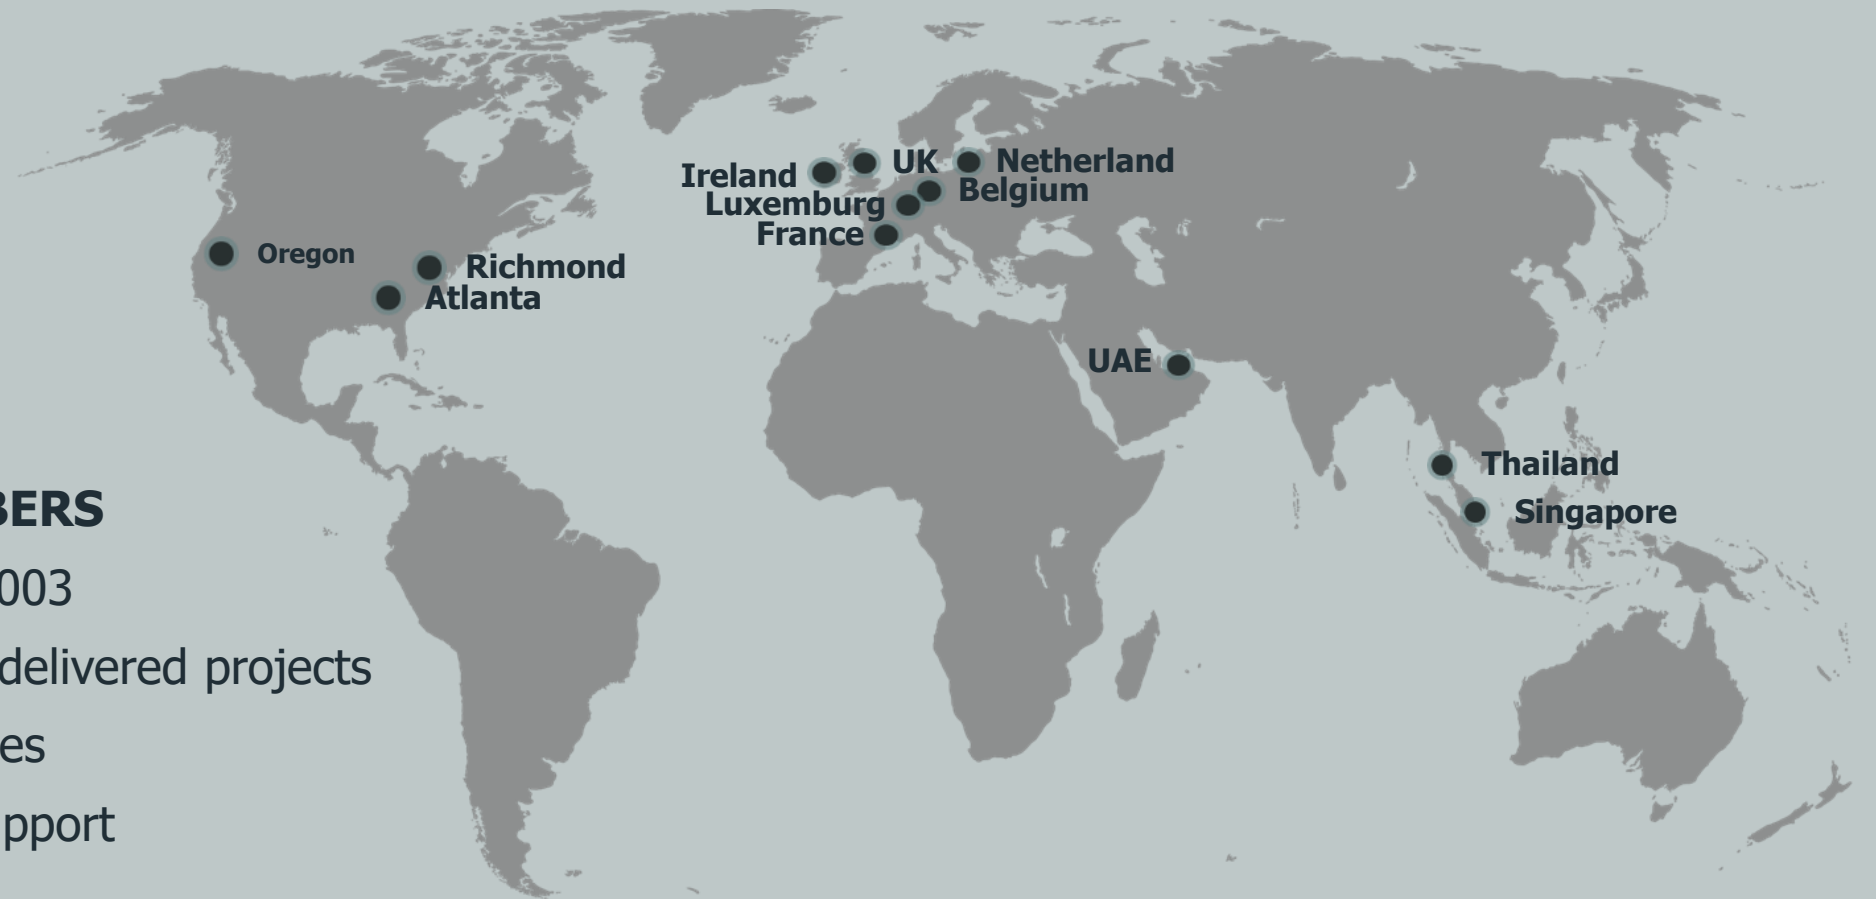 UK
Netherland
Ireland
Belgium
Luxemburg
France
Oregon
Richmond
Atlanta
UAE
Thailand
Singapore
BERS
003
delivered projects
es
pport